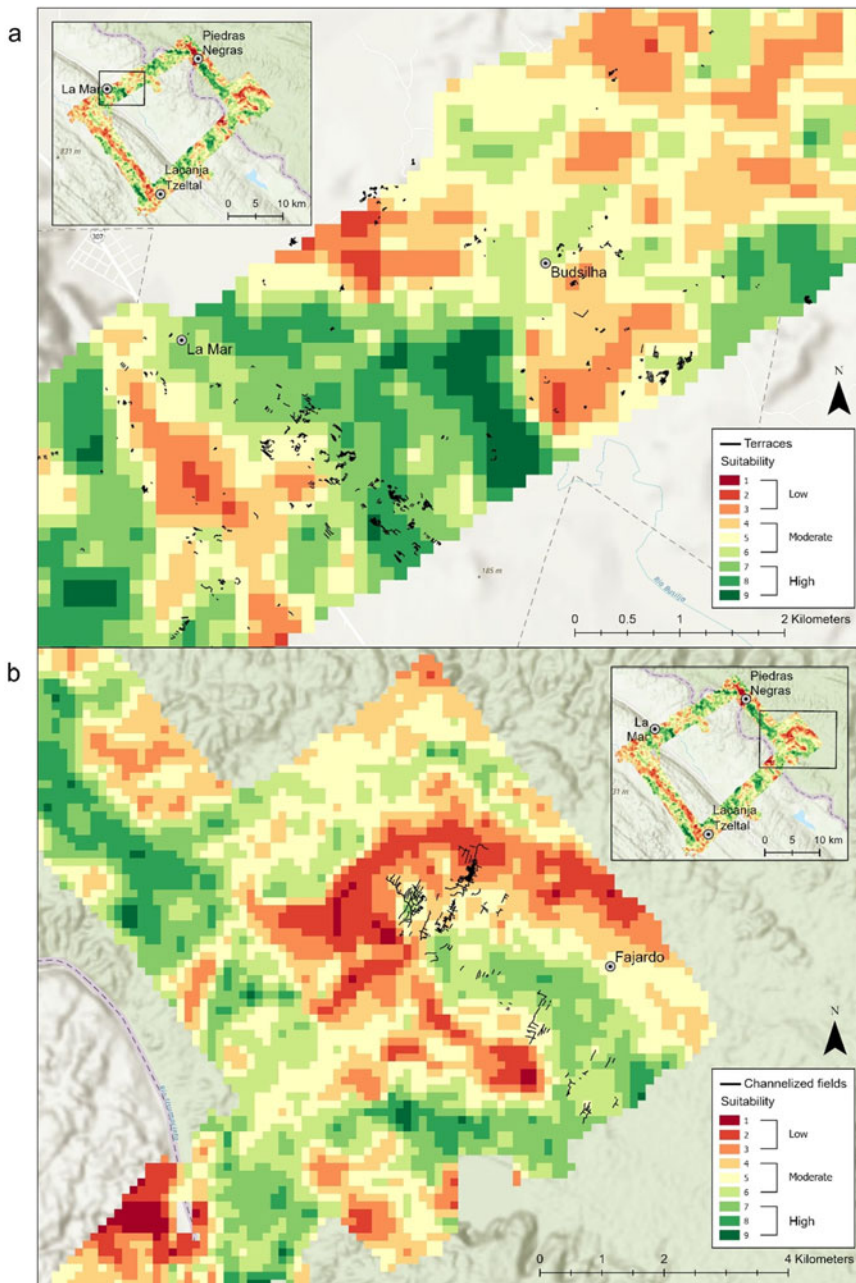 a
Piedras
Negras
La Mar
Lacanja
Tzeltal
0 5 10 km
307
Budsilha
La Mar
N
Terraces
Suitability
1
2
3
Low
4
5
6
Moderate
7
8
9
High
185 m
0 0.5 1 2 Kilometers
b
Piedras
Negras
La
Mar
Lacanja
Tzeltal
0 5 10 km
Fajardo
N
Channelized fields
Suitability
1
2
3
Low
4
5
6
Moderate
7
8
9
High
0 1 2 4 Kilometers